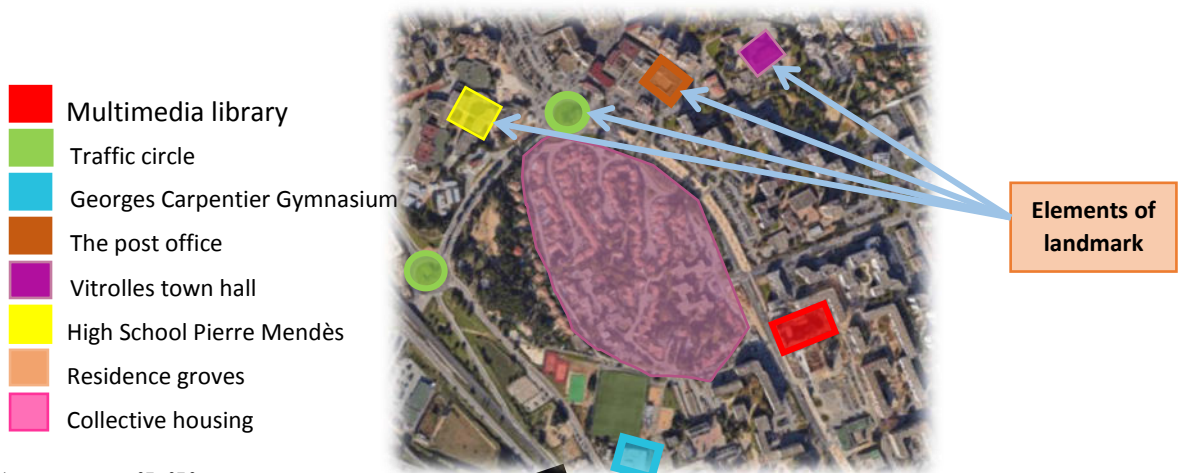 Multimedia library
Traffic circle
Georges Carpentier Gymnasium
The post office
Vitrolles town hall
High School Pierre Mendès
Residence groves
Collective housing
Elements of
landmark